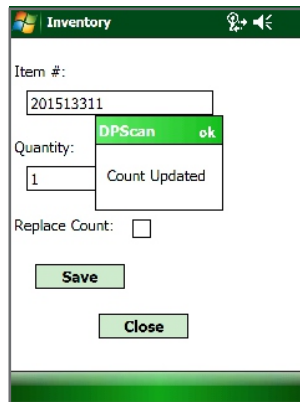 Inventory
Item #:
201513311
DPScan ok
Quantity:
1
Count Updated
Replace Count:
Save
Close